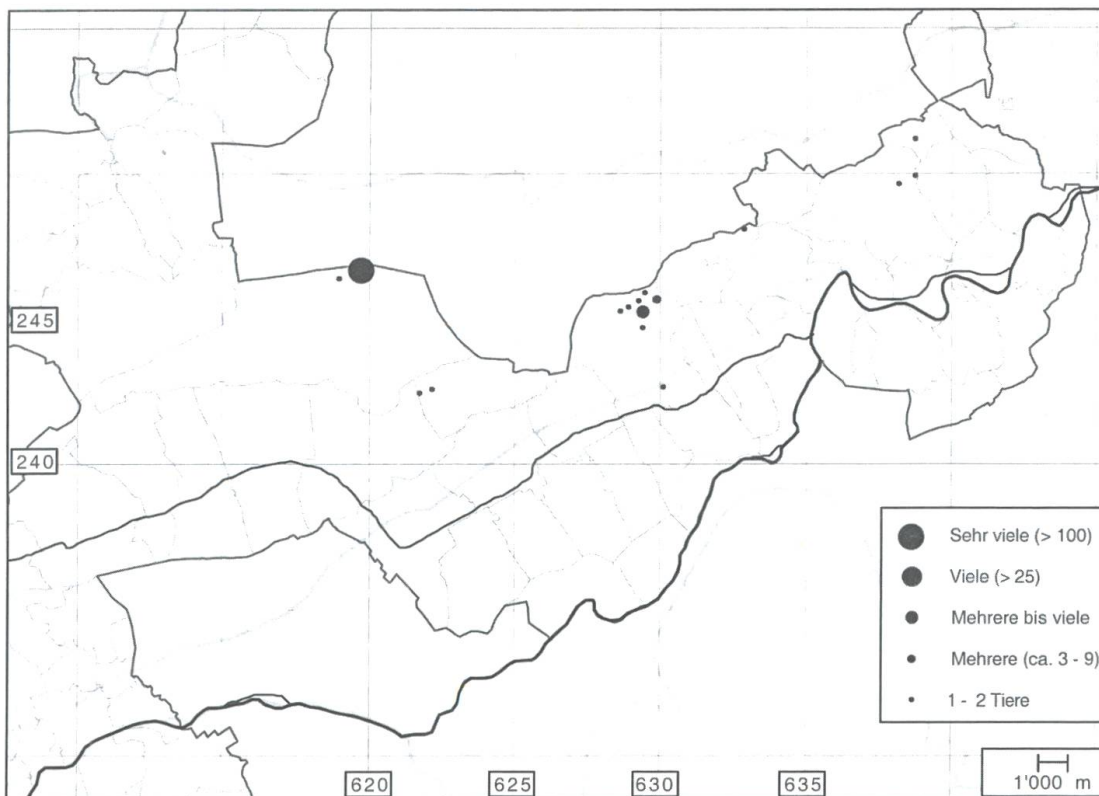 245
240
Sehr viele (> 100)
Viele (> 25)
Mehrere bis viele
Mehrere (ca. 3 - 9)
1 - 2 Tiere
620
625
630
635
1'000 m